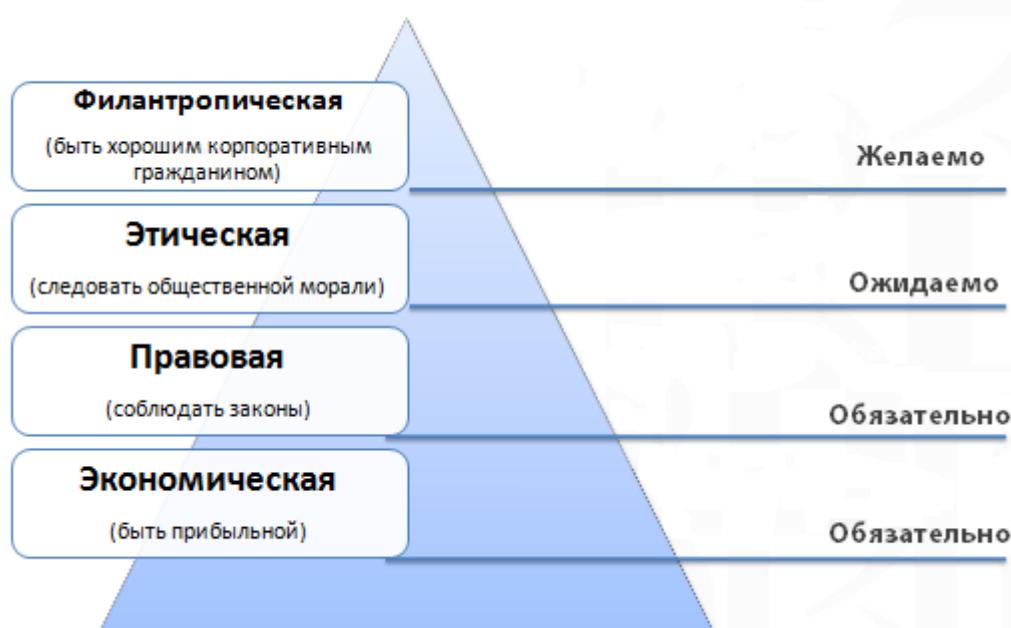 Филантропическая
(быть хорошим корпоративным
гражданином)
Желаемо
Этическая
(следовать общественной морали)
Ожидаемо
Правовая
(соблюдать законы)
Обязательно
Экономическая
(быть прибыльной)
Обязательно